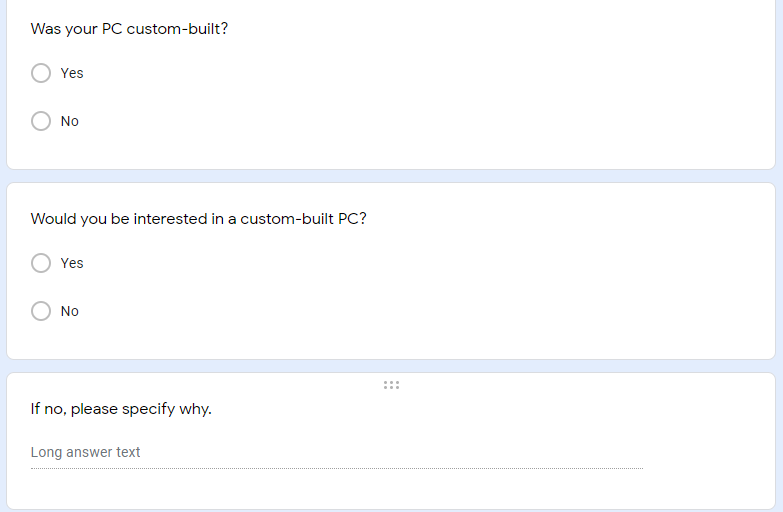 Was your PC custom-built?
Yes
No
Would you be interested in a custom-built PC?
Yes
No
If no, please specify why.
Long answer text